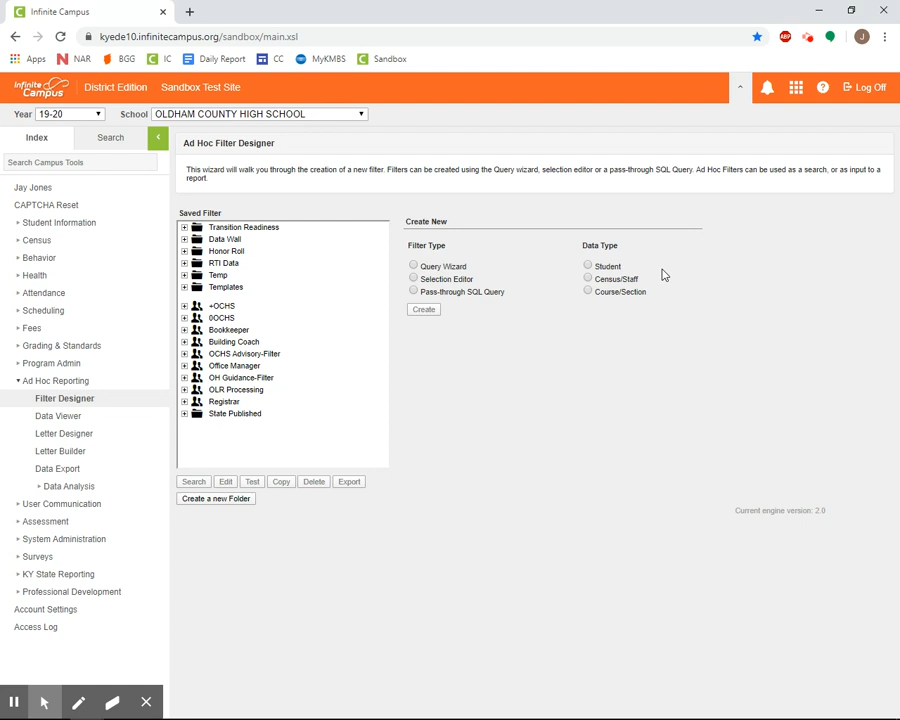 Infinite Campus
kyede10.infinitecampus.org/sandbox/main.xsl
Apps NAR BGG IC Daily Report CC MyKMBS Sandbox
Infinite Campus District Edition Sandbox Test Site Log Off
Year 19-20 School OLDHAM COUNTY HIGH SCHOOL
Index Search
Search Campus Tools
Jay Jones
CAPTCHA Reset
Student Information
Census
Behavior
Health
Attendance
Scheduling
Fees
Grading & Standards
Program Admin
Ad Hoc Reporting
Filter Designer
Data Viewer
Letter Designer
Letter Builder
Data Export
Data Analysis
User Communication
Assessment
System Administration
Surveys
KY State Reporting
Professional Development
Account Settings
Access Log
Ad Hoc Filter Designer
This wizard will walk you through the creation of a new filter. Filters can be created using the Query wizard, selection editor or a pass-through SQL Query. Ad Hoc Filters can be used as a search, or as input to a
report.
Saved Filter
Transition Readiness
Data Wall
Honor Roll
RTI Data
Temp
Templates
+OCHS
0OCHS
Bookkeeper
Building Coach
OCHS Advisory-Filter
Office Manager
OH Guidance-Filter
OLR Processing
Registrar
State Published
Search Edit Test Copy Delete Export
Create a new Folder
Create New
Filter Type Data Type
Query Wizard Student
Selection Editor Census/Staff
Pass-through SQL Query Course/Section
Create
Current engine version: 2.0